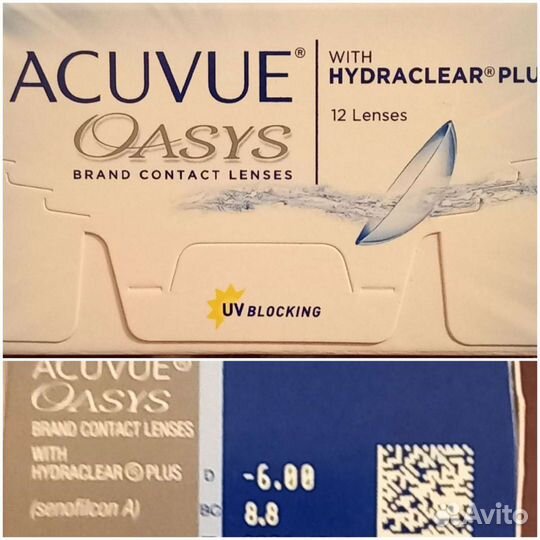 ACUVUE®
OASYS
BRAND CONTACT LENSES
WITH
HYDRACLEAR® PLU
12 Lenses
UV BLOCKING
ACUVUE®
OASYS
BRAND CONTACT LENSES
WITH
HYDRACLEAR® PLUS
(senofilcon A)
D -6.00
BC 8.8
Avito